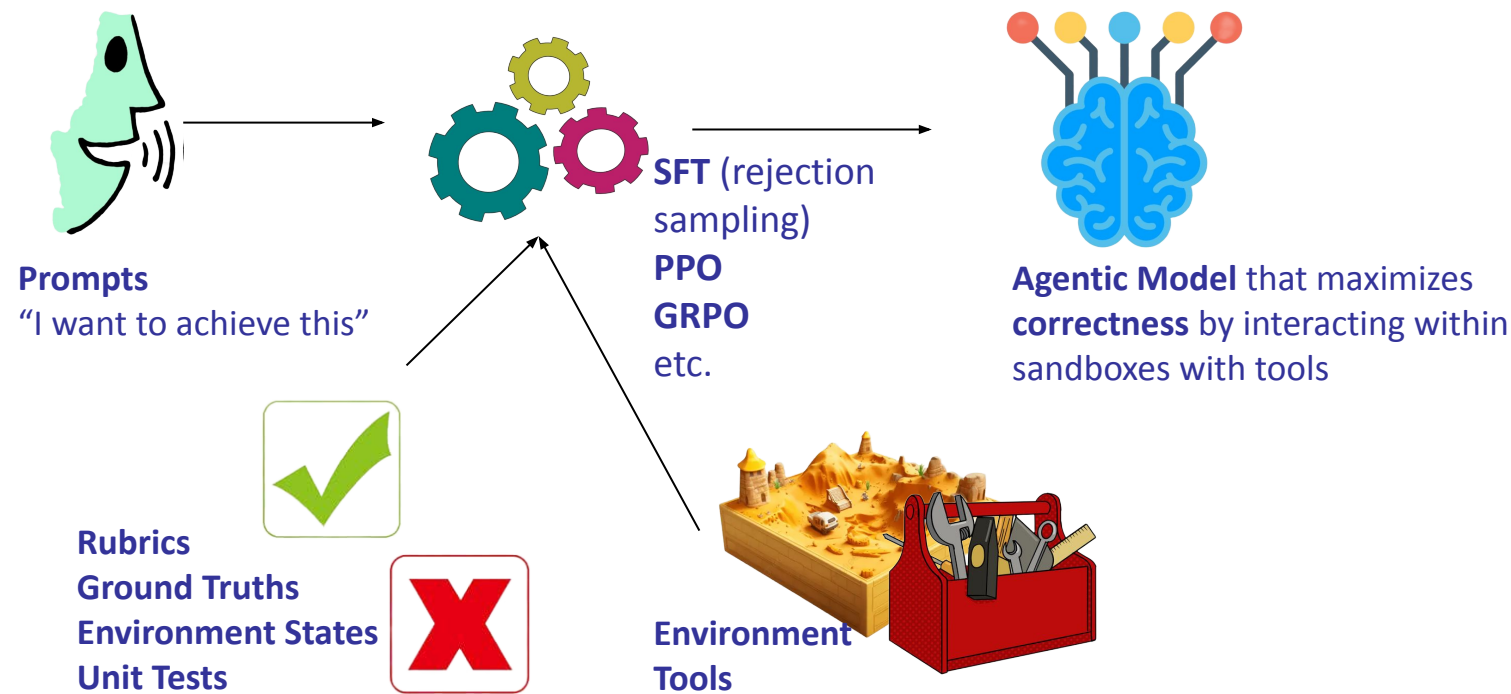 Prompts
“I want to achieve this”
SFT (rejection
sampling)
PPO
GRPO
etc.
Agentic Model that maximizes
correctness by interacting within
sandboxes with tools
Rubrics
Ground Truths
Environment States
Unit Tests
Environment
Tools